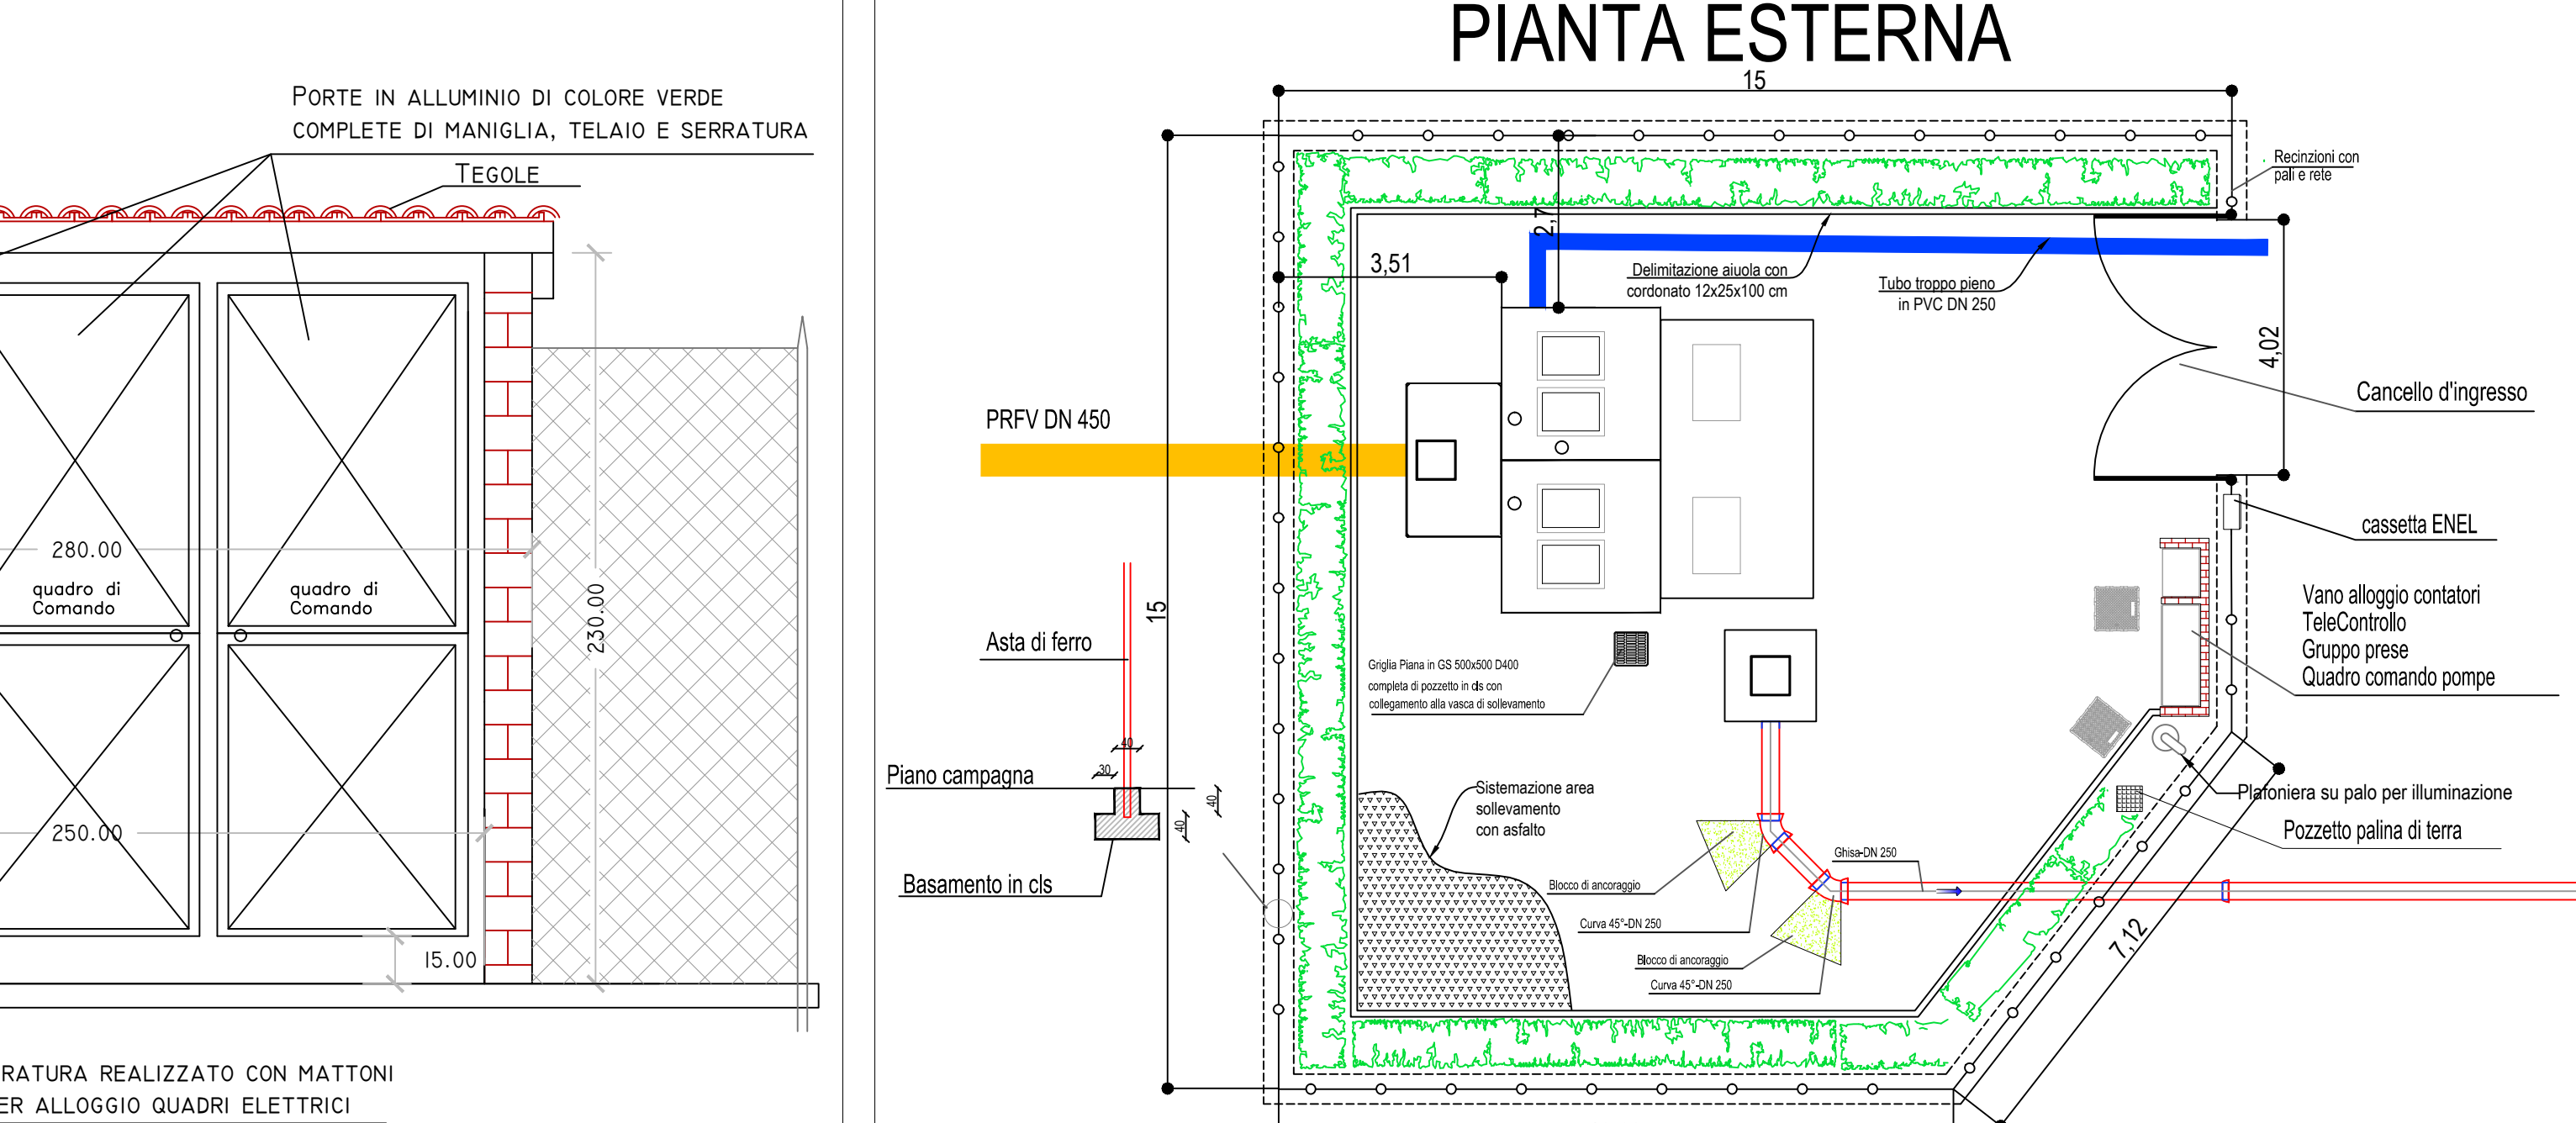 PORTE IN ALLUMINIO DI COLORE VERDE
COMPLETE DI MANIGLIA, TELAIO E SERRATURA
TEGOLE
280.00
quadro di
Comando
quadro di
Comando
230.00
250.00
15.00
RATURA REALIZZATO CON MATTONI
ER ALLOGGIO QUADRI ELETTRICI
PIANTA ESTERNA
15
Recinzioni con
pali e rete
2,7
3,51
Delimitazione aiuola con
cordonato 12x25x100 cm
Tubo troppo pieno
in PVC DN 250
4,02
Cancello d'ingresso
PRFV DN 450
cassetta ENEL
15
Vano alloggio contatori
TeleControllo
Gruppo prese
Quadro comando pompe
Asta di ferro
Griglia Piana in GS 500x500 D400
completa di pozzetto in cls con
collegamento alla vasca di sollevamento
40
30
Piano campagna
40
40
Sistemazione area
sollevamento
con asfalto
Plafoniera su palo per illuminazione
Pozzetto palina di terra
Ghisa-DN 250
Basamento in cls
Blocco di ancoraggio
Curva 45°-DN 250
7,12
Blocco di ancoraggio
Curva 45°-DN 250